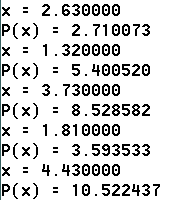 x = 2.630000
P(x) = 2.710073
x = 1.320000
P(x) = 5.400520
x = 3.730000
P(x) = 8.528582
x = 1.810000
P(x) = 3.593533
x = 4.430000
P(x) = 10.522437